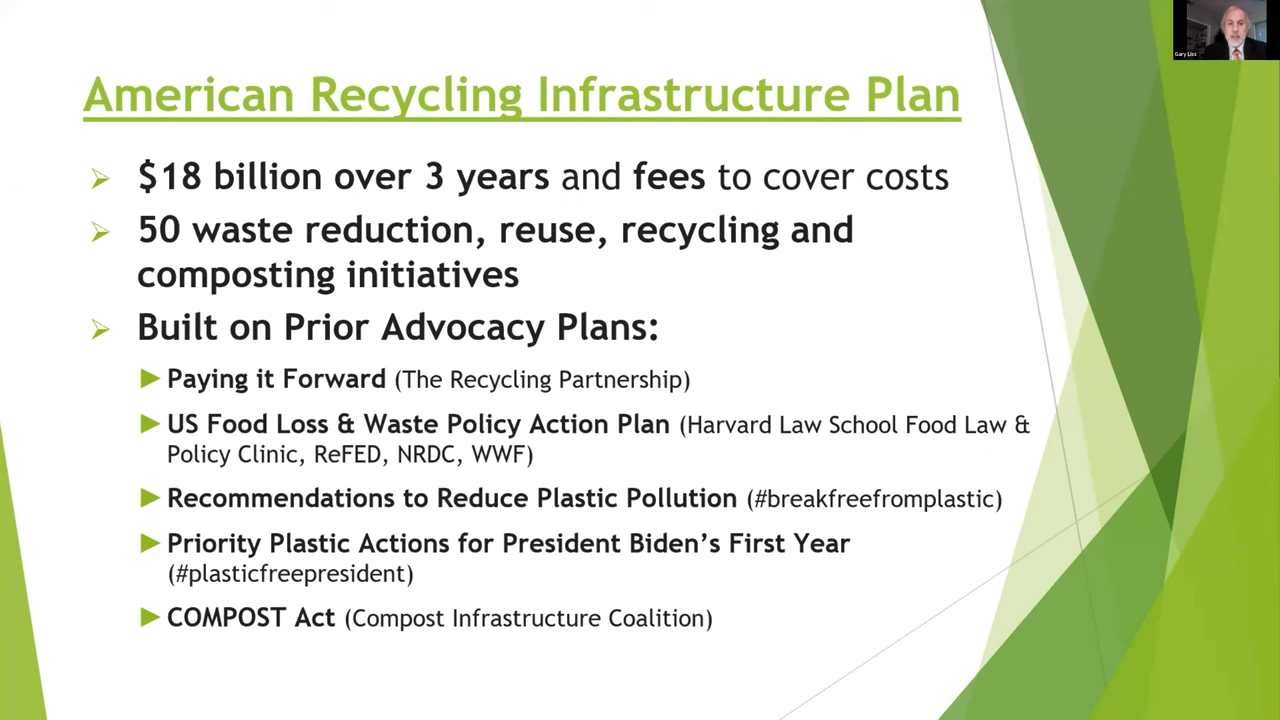 Gary Liss
American Recycling Infrastructure Plan
$18 billion over 3 years and fees to cover costs
50 waste reduction, reuse, recycling and
composting initiatives
Built on Prior Advocacy Plans:
Paying it Forward (The Recycling Partnership)
US Food Loss & Waste Policy Action Plan (Harvard Law School Food Law &
Policy Clinic, ReFED, NRDC, WWF)
Recommendations to Reduce Plastic Pollution (#breakfreefromplastic)
Priority Plastic Actions for President Biden’s First Year
(#plasticfreepresident)
COMPOST Act (Compost Infrastructure Coalition)